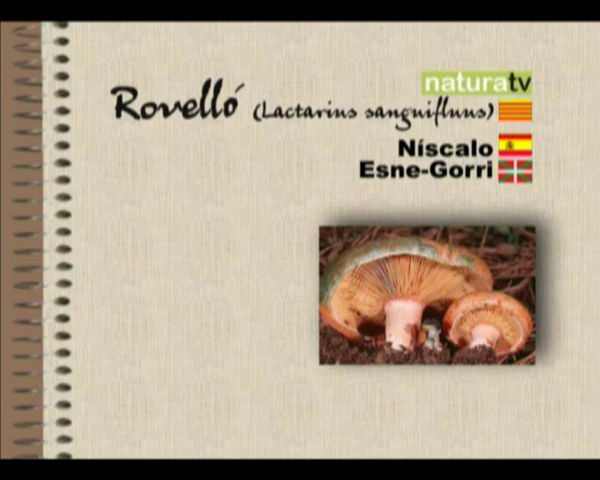 naturatv
Rovelló (Lactarius sanguifluus)
Níscalo
Esne-Gorri